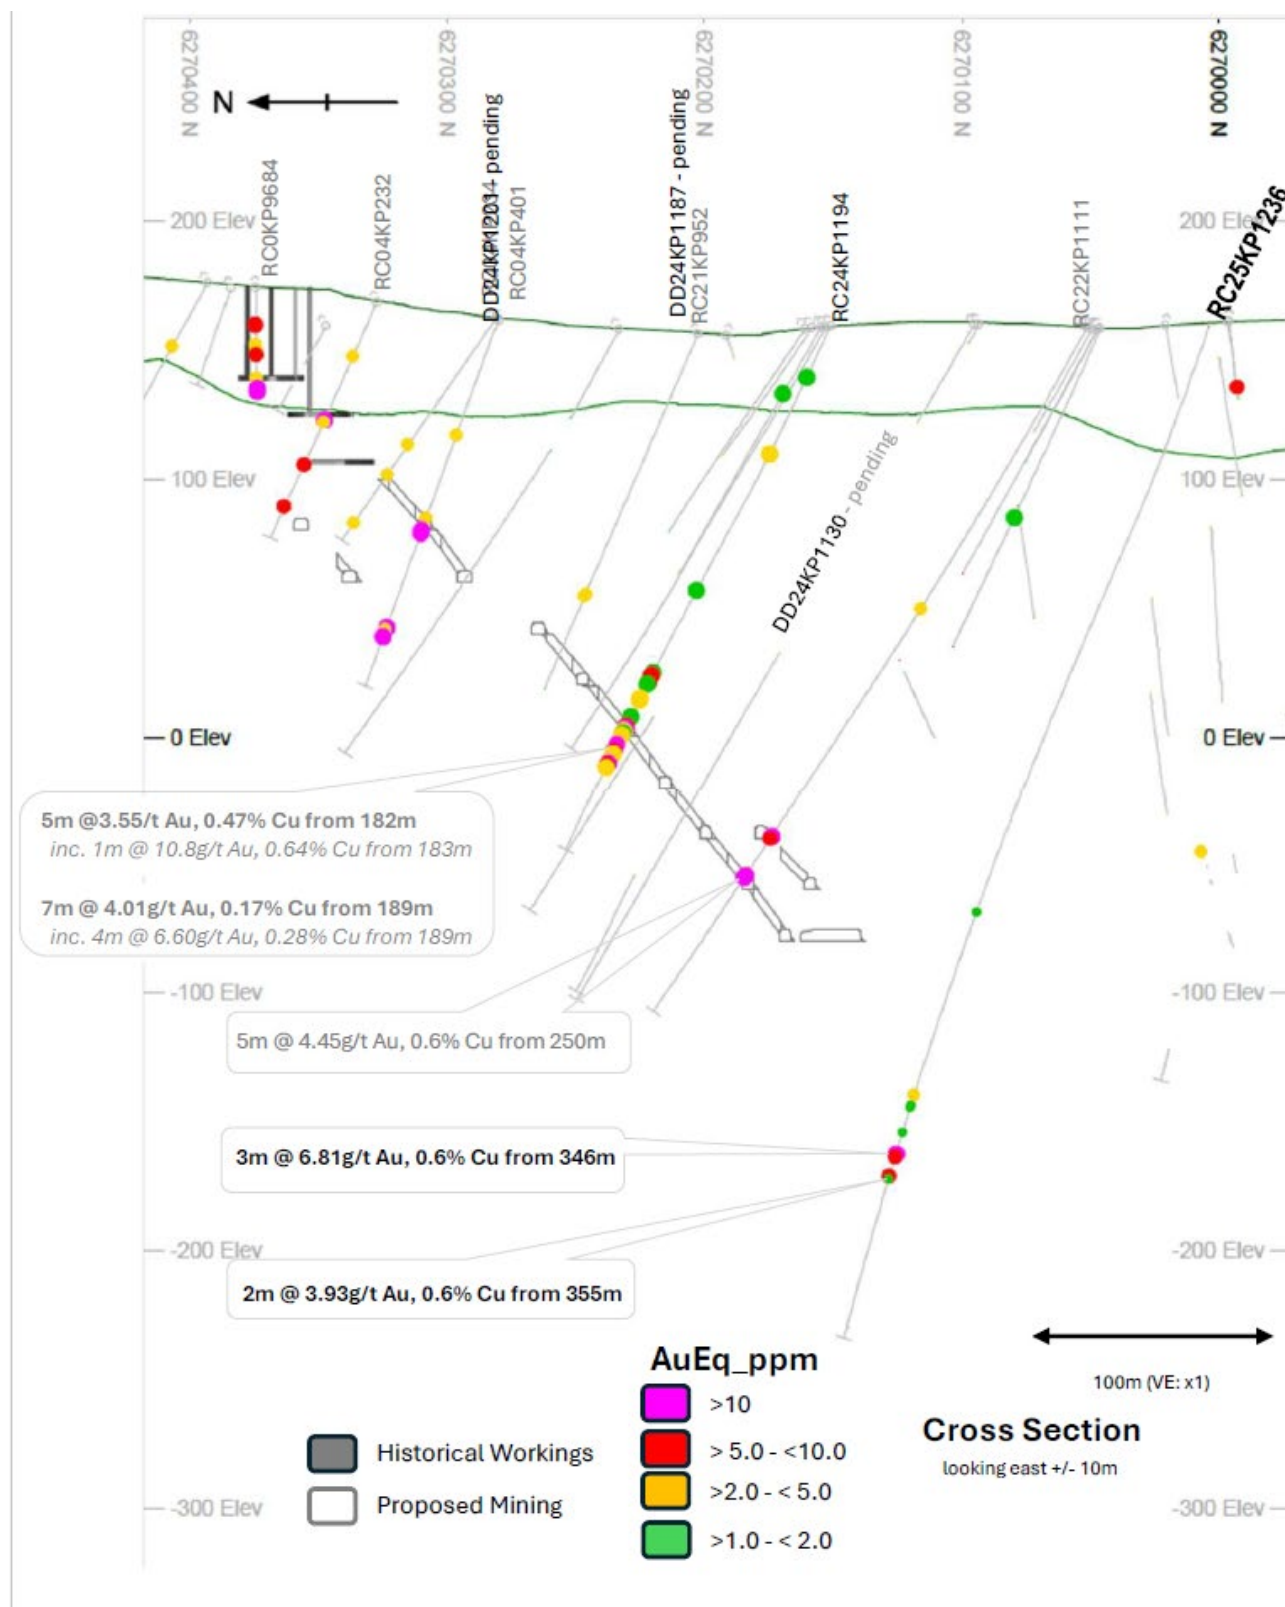 6270400 N
6270300 N
6270200 N
6270100 N
6270000 N
N
RC0KP9684
RC04KP232
DD24KP1201 - pending
RC04KP401
DD24KP1187 - pending
RC21KP952
RC24KP1194
RC22KP1111
RC25KP1236
200 Elev
200 Elev
100 Elev
100 Elev
DD24KP1130 - pending
0 Elev
0 Elev
5m @3.55/t Au, 0.47% Cu from 182m
inc. 1m @ 10.8g/t Au, 0.64% Cu from 183m
7m @ 4.01g/t Au, 0.17% Cu from 189m
inc. 4m @ 6.60g/t Au, 0.28% Cu from 189m
-100 Elev
-100 Elev
5m @ 4.45g/t Au, 0.6% Cu from 250m
3m @ 6.81g/t Au, 0.6% Cu from 346m
-200 Elev
-200 Elev
2m @ 3.93g/t Au, 0.6% Cu from 355m
AuEq_ppm
>10
> 5.0 - <10.0
>2.0 - < 5.0
>1.0 - < 2.0
Historical Workings
Proposed Mining
100m (VE: x1)
Cross Section
looking east +/- 10m
-300 Elev
-300 Elev